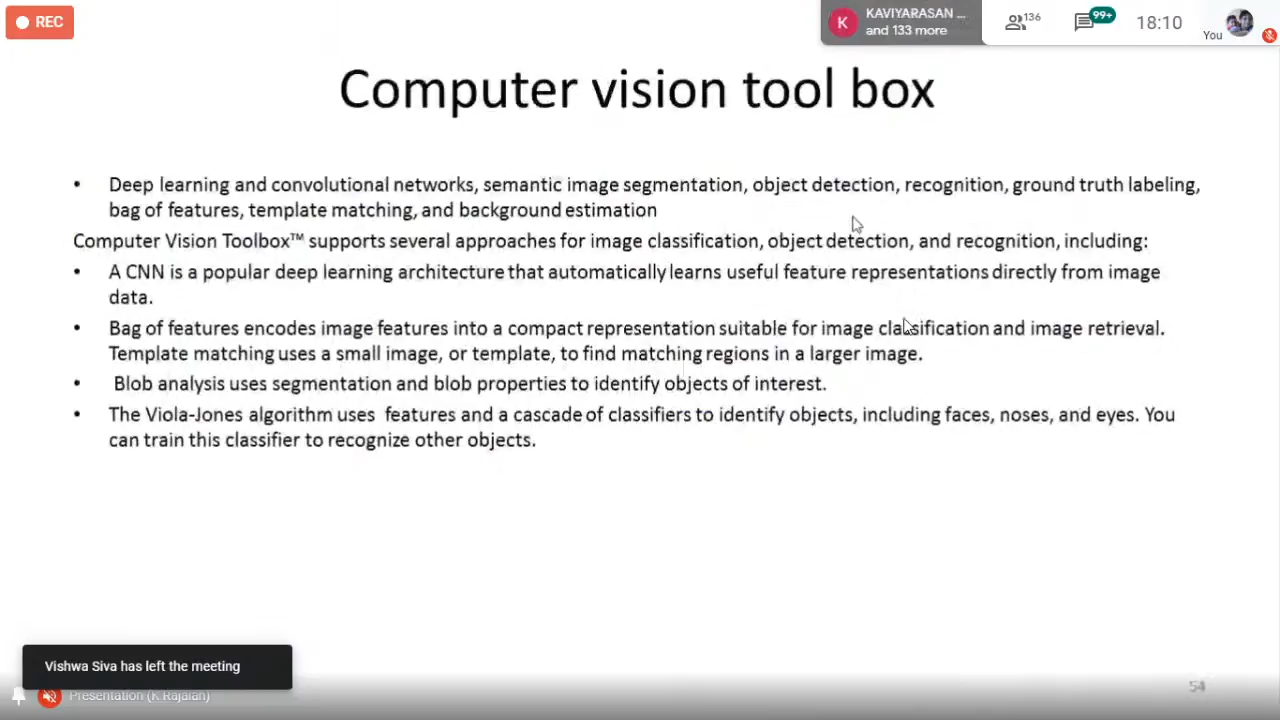 REC
KAVIYARASAN ...
and 133 more
K
136
99+
18:10
You
Computer vision tool box
• Deep learning and convolutional networks, semantic image segmentation, object detection, recognition, ground truth labeling,
bag of features, template matching, and background estimation
Computer Vision Toolbox™ supports several approaches for image classification, object detection, and recognition, including:
• A CNN is a popular deep learning architecture that automatically learns useful feature representations directly from image
data.
• Bag of features encodes image features into a compact representation suitable for image classification and image retrieval.
Template matching uses a small image, or template, to find matching regions in a larger image.
• Blob analysis uses segmentation and blob properties to identify objects of interest.
• The Viola-Jones algorithm uses features and a cascade of classifiers to identify objects, including faces, noses, and eyes. You
can train this classifier to recognize other objects.
Vishwa Siva has left the meeting
Presentation (K Rajaian)
54